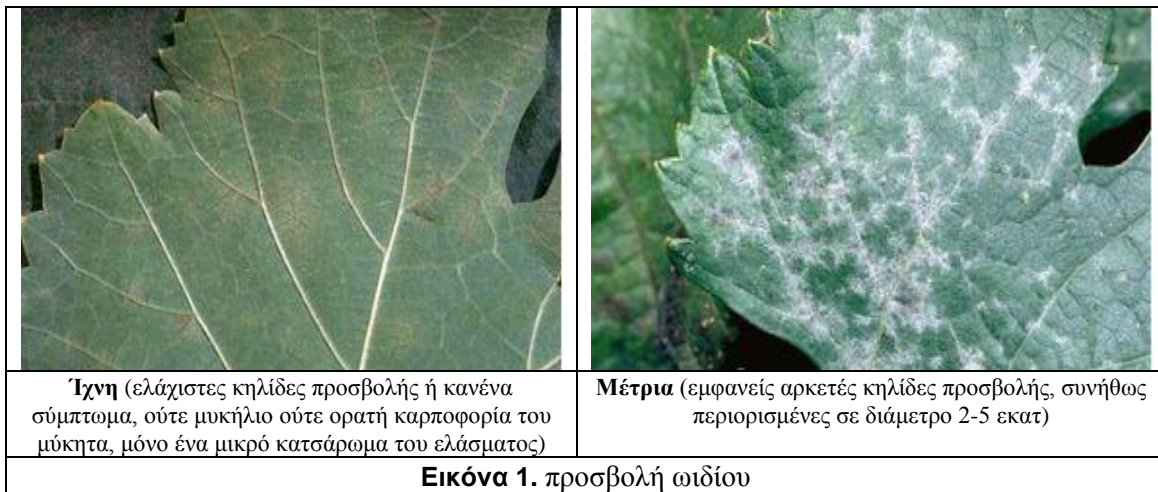 Ίχνη (ελάχιστες κηλίδες προσβολής ή κανένα
σύμπτωμα, ούτε μυκήλιο ούτε ορατή καρποφορία του
μύκητα, μόνο ένα μικρό κατσάρωμα του ελάσματος)
Μέτρια (εμφανείς αρκετές κηλίδες προσβολής, συνήθως
περιορισμένες σε διάμετρο 2-5 εκατ)
Εικόνα 1. προσβολή ωιδίου